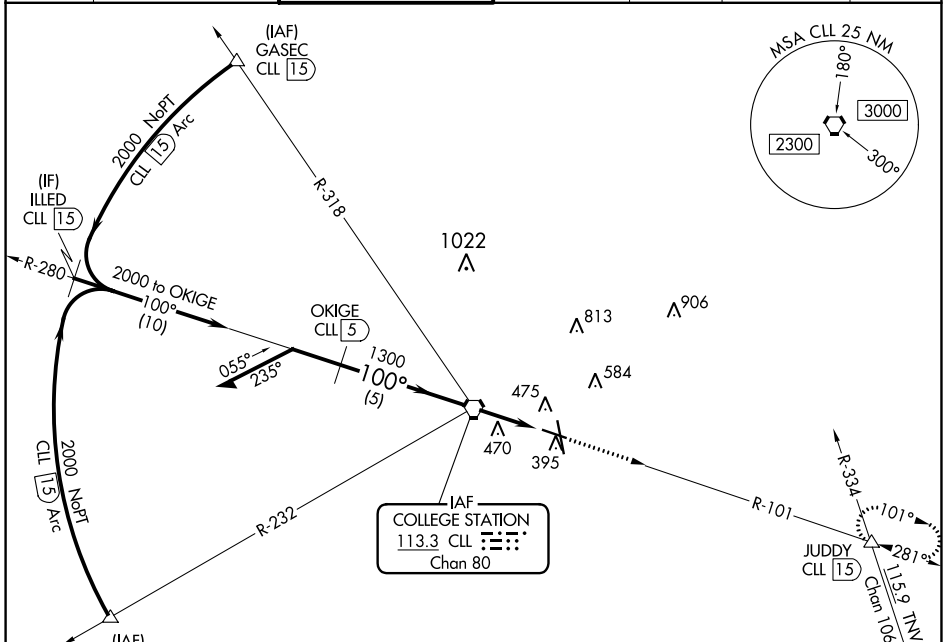 (IAF)
GASEC
CLL 15
MSA CLL 25 NM
180°
3000
2300
300°
2000 NoPT
CLL 15 Arc
(IF)
ILLED
CLL 15
R-318
R-280
2000 to OKIGE
100°
(10)
1022
OKIGE
CLL 5
813
906
055°
235°
1300
100°
(5)
584
475
470
395
2000 NoPT
CLL 15 Arc
R-232
IAF
COLLEGE STATION
113.3 CLL
Chan 80
R-101
R-334
101°
281°
JUDDY
CLL 15
115.9 TNV
Chan 106
(IAF)